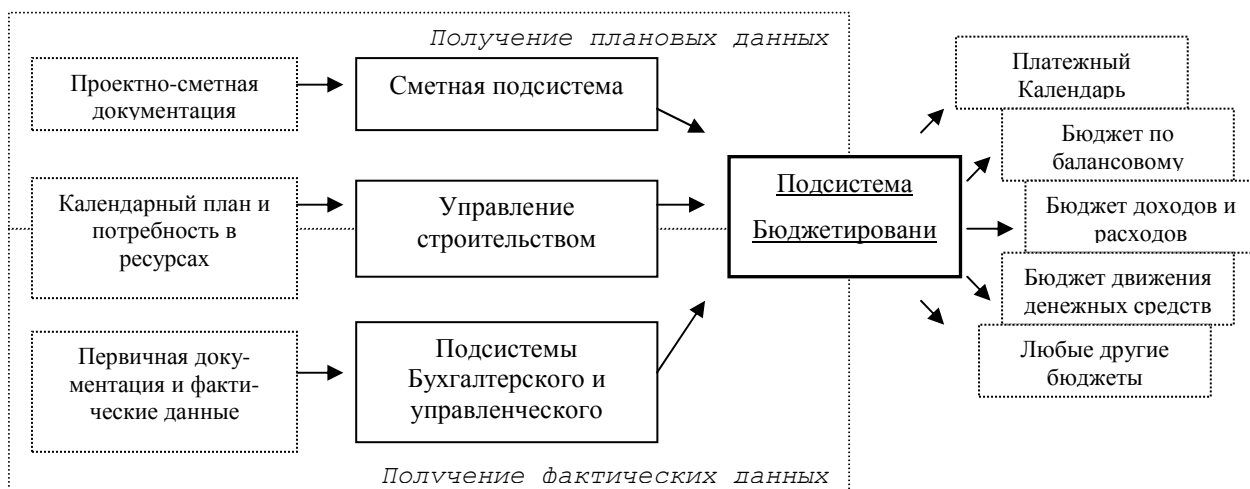 Получение плановых данных
Проектно-сметная
документация
Сметная подсистема
Календарный план и
потребность в
ресурсах
Управление
строительством
Первичная доку-
ментация и факти-
ческие данные
Подсистемы
Бухгалтерского и
управленческого
Получение фактических данных
Подсистема
Бюджетировани
Платежный
Календарь
Бюджет по
балансовому
Бюджет доходов и
расходов
Бюджет движения
денежных средств
Любые другие
бюджеты